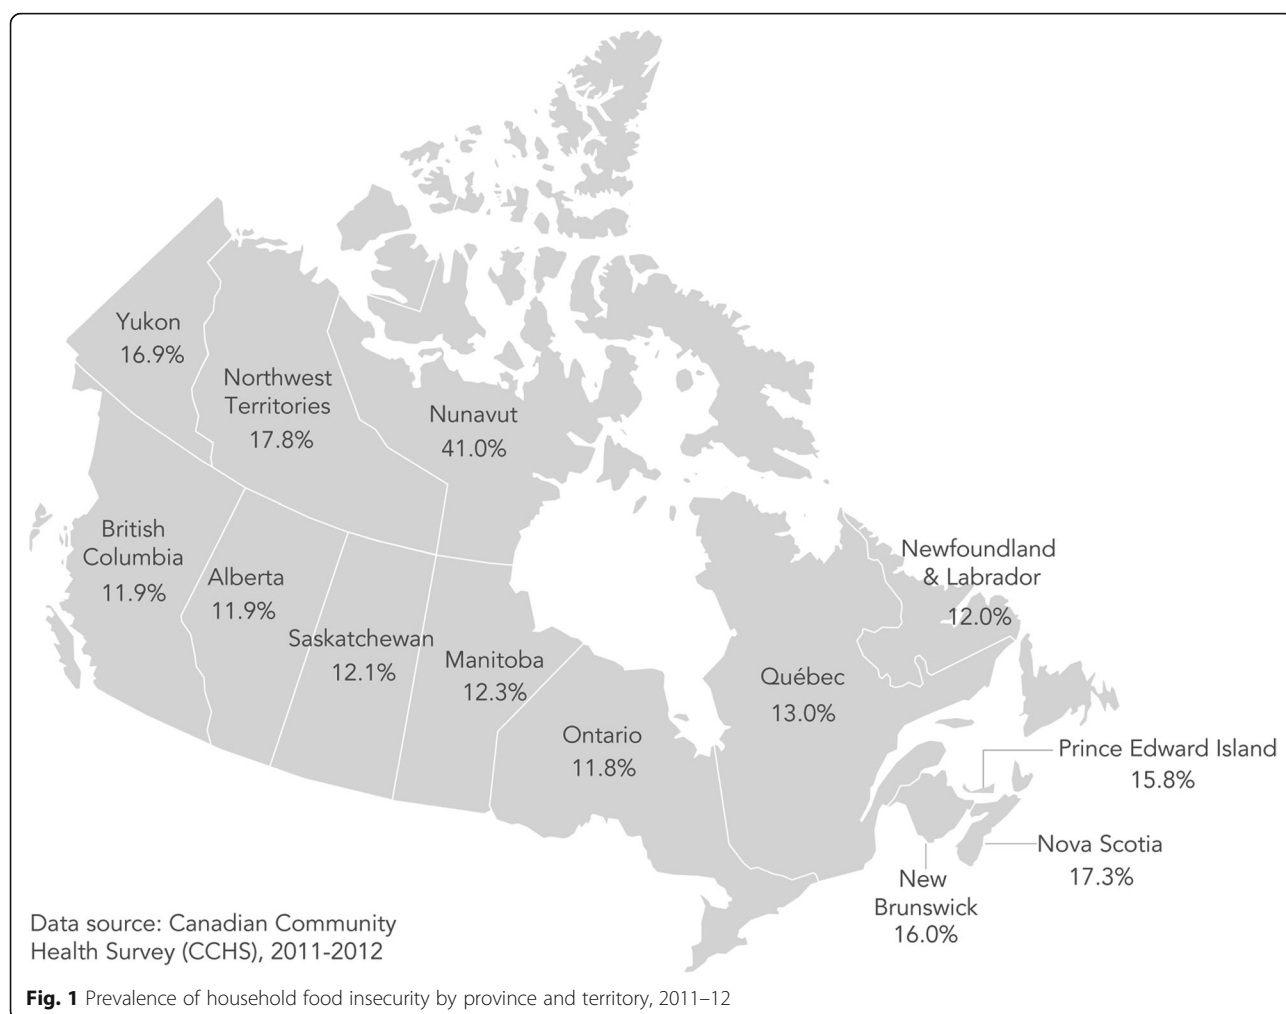 Yukon
16.9%
Northwest
Territories
17.8%
Nunavut
41.0%
British
Columbia
11.9%
Alberta
11.9%
Saskatchewan
12.1%
Manitoba
12.3%
Ontario
11.8%
Québec
13.0%
Newfoundland
& Labrador
12.0%
Prince Edward Island
15.8%
Nova Scotia
17.3%
New
Brunswick
16.0%
Data source: Canadian Community
Health Survey (CCHS), 2011-2012
Fig. 1 Prevalence of household food insecurity by province and territory, 2011–12